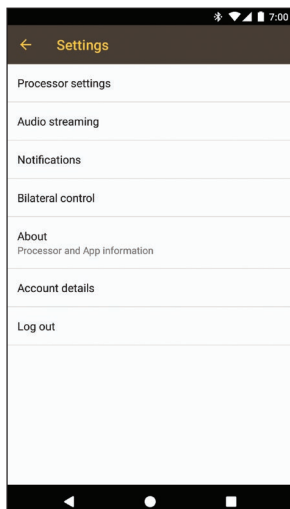 7:00
Settings
Processor settings
Audio streaming
Notifications
Bilateral control
About
Processor and App information
Account details
Log out